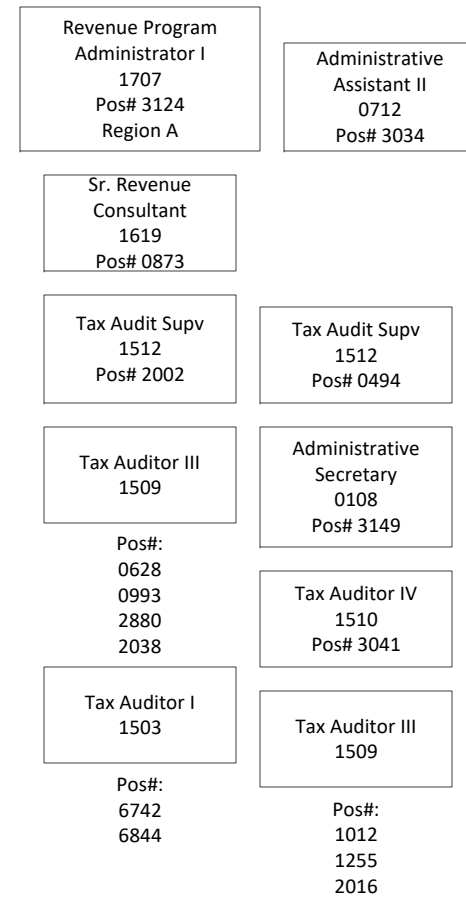 Revenue Program
Administrator I
1707
Pos# 3124
Region A
Administrative
Assistant II
0712
Pos# 3034
Sr. Revenue
Consultant
1619
Pos# 0873
Tax Audit Supv
1512
Pos# 2002
Tax Auditor III
1509
Pos#:
0628
0993
2880
2038
Tax Auditor I
1503
Pos#:
6742
6844
Tax Audit Supv
1512
Pos# 0494
Administrative
Secretary
0108
Pos# 3149
Tax Auditor IV
1510
Pos# 3041
Tax Auditor III
1509
Pos#:
1012
1255
2016